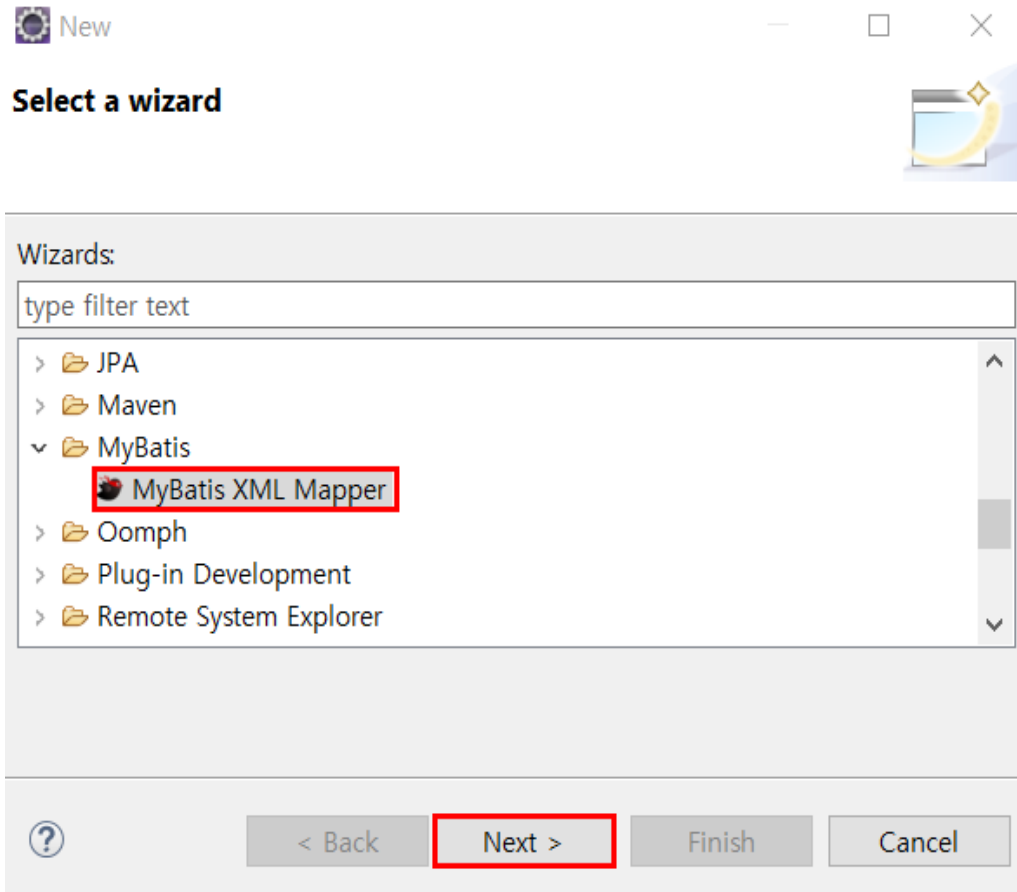 New
Select a wizard
Wizards:
type filter text
JPA
Maven
MyBatis
MyBatis XML Mapper
Oomph
Plug-in Development
Remote System Explorer
? < Back Next > Finish Cancel